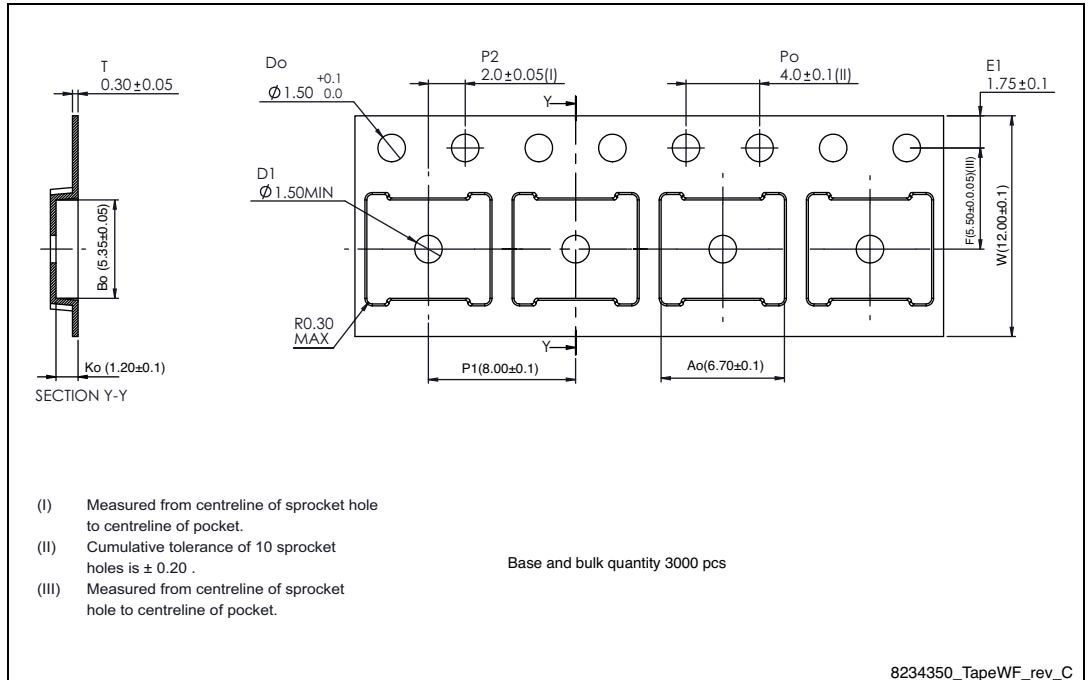 T
0.30±0.05
Do
Ø1.50 +0.1 0.0
P2
2.0±0.05(I)
Po
4.0±0.1(II)
E1
1.75±0.1
Y
D1
Ø1.50MIN
Bo (5.35±0.05)
F(5.50±0.0.05)(III)
W(12.00±0.1)
R0.30
MAX
Y
Ko (1.20±0.1)
P1(8.00±0.1)
Ao(6.70±0.1)
SECTION Y-Y
(I) Measured from centreline of sprocket hole
to centreline of pocket.
(II) Cumulative tolerance of 10 sprocket
holes is ± 0.20 .
(III) Measured from centreline of sprocket
hole to centreline of pocket.
Base and bulk quantity 3000 pcs
8234350_TapeWF_rev_C